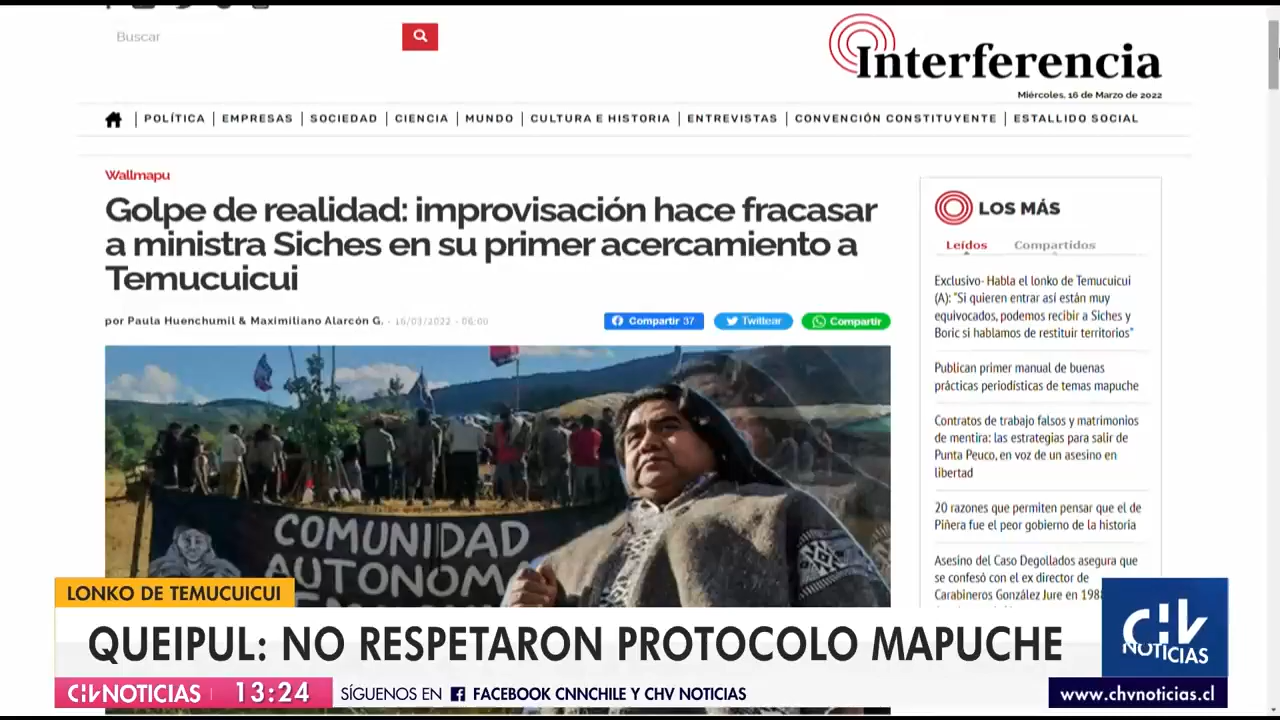 Buscar
Interferencia
Miércoles, 16 de Marzo de 2022
POLÍTICA | EMPRESAS | SOCIEDAD | CIENCIA | MUNDO | CULTURA E HISTORIA | ENTREVISTAS | CONVENCIÓN CONSTITUYENTE | ESTALLIDO SOCIAL
Wallmapu
Golpe de realidad: improvisación hace fracasar
a ministra Siches en su primer acercamiento a
Temucuicui
por Paula Huenchumil & Maximiliano Alarcón G. - 16/03/2022 - 06:00
Compartir 37
Twittear
Compartir
COMUNIDAD
AUTONOMA
LOS MÁS
Leídos
Compartidos
Exclusivo- Habla el lonko de Temucuicui
(A): "Si quieren entrar así están muy
equivocados, podemos recibir a Siches y
Boric si hablamos de restituir territorios"
Publican primer manual de buenas
prácticas periodísticas de temas mapuche
Contratos de trabajo falsos y matrimonios
de mentira: las estrategias para salir de
Punta Peuco, en voz de un asesino en
libertad
20 razones que permiten pensar que el de
Piñera fue el peor gobierno de la historia
Asesino del Caso Degollados asegura que
se confesó con el ex director de
Carabineros González Jure en 198
LONKO DE TEMUCUICUI
QUEIPUL: NO RESPETARON PROTOCOLO MAPUCHE
CHV
NOTICIAS
CHV NOTICIAS
13:24
SÍGUENOS EN FACEBOOK CNNCHILE Y CHV NOTICIAS
www.chvnoticias.cl